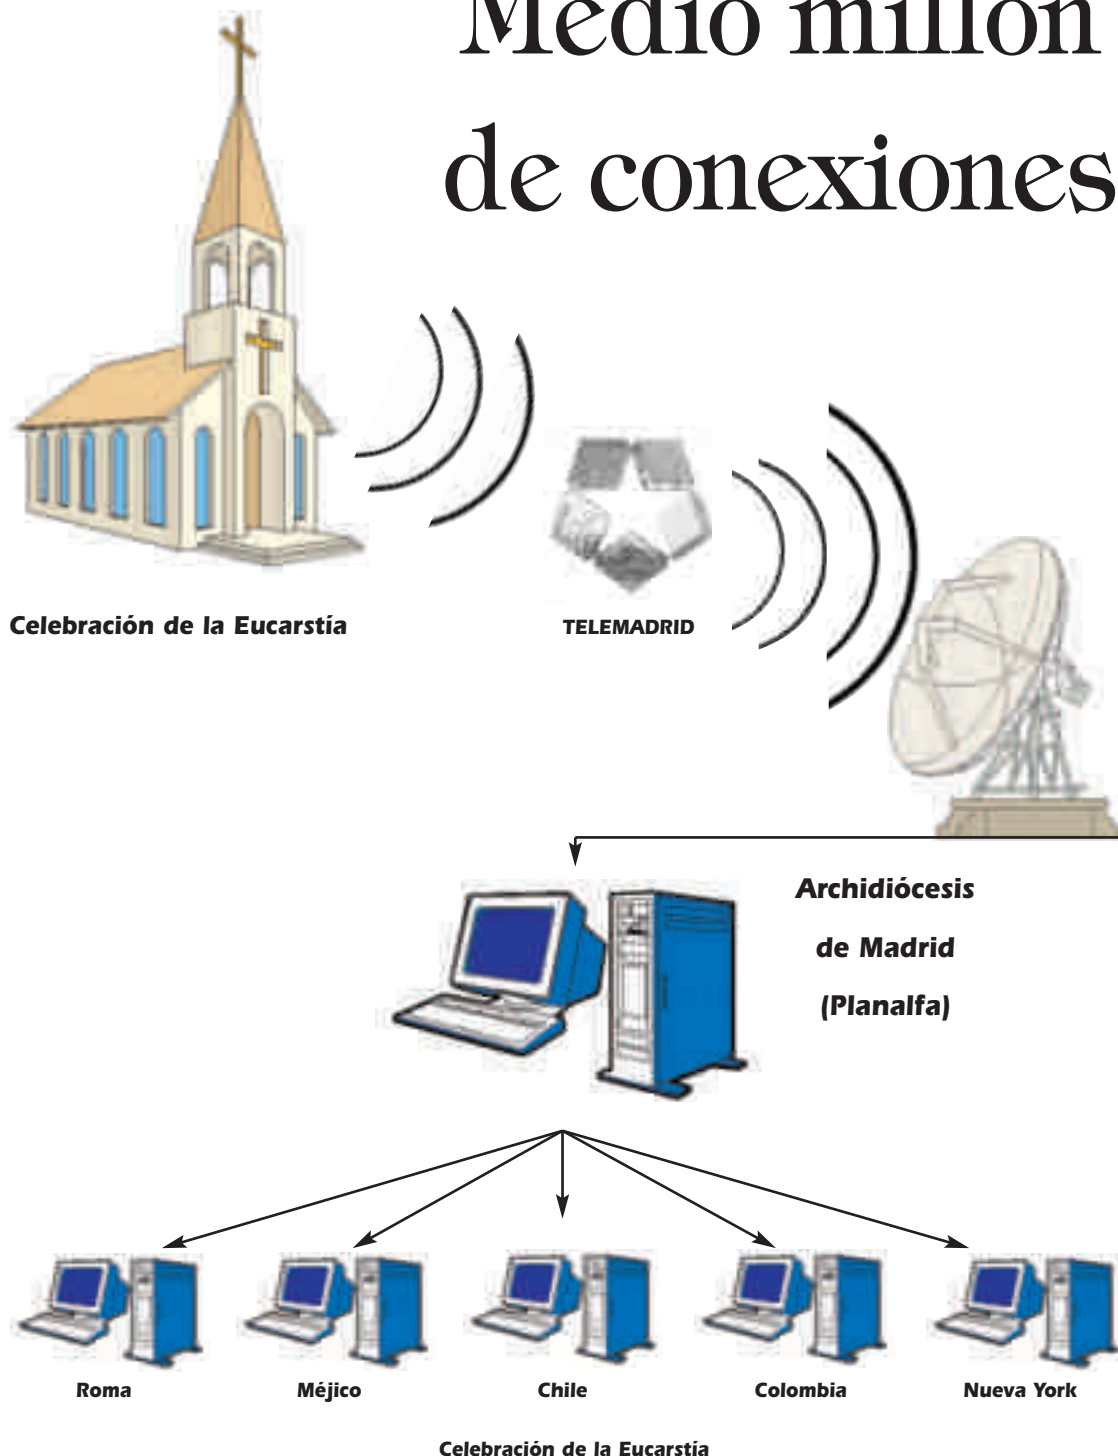 Medio millón
de conexiones
Celebración de la Eucarstía
TELEMADRID
Archidiócesis
de Madrid
(Planalfa)
Roma
Méjico
Chile
Colombia
Nueva York
Celebración de la Eucarstía